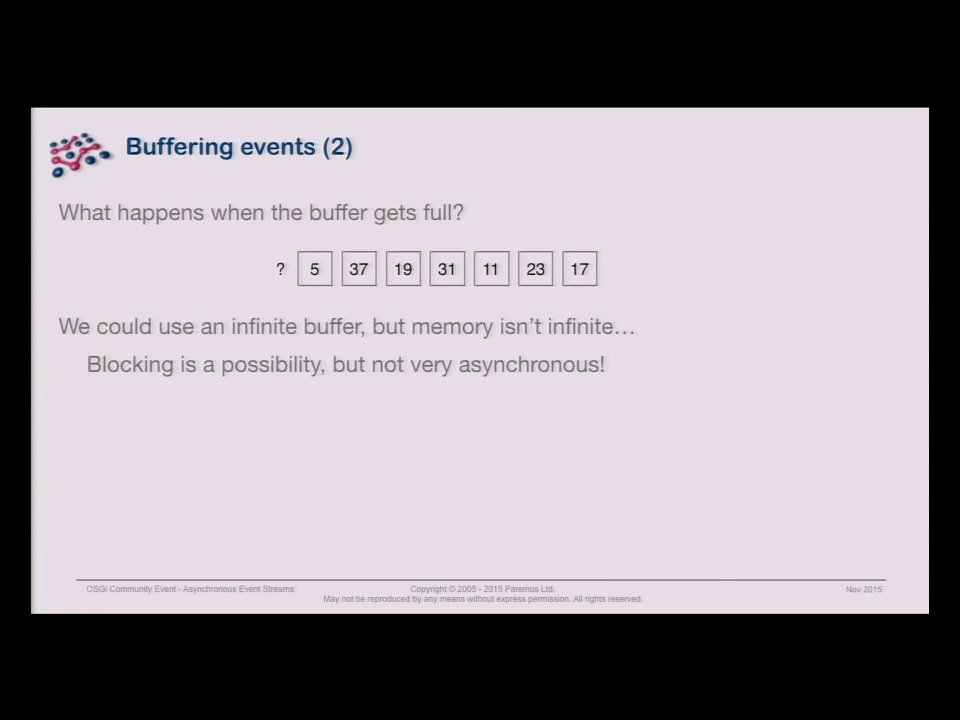 Buffering events (2)
What happens when the buffer gets full?
? 5 37 19 31 11 23 17
We could use an infinite buffer, but memory isn't infinite…
Blocking is a possibility, but not very asynchronous!
OSGi Community Event - Asynchronous Event Streams
Copyright © 2005 - 2015 Paremus Ltd.
May not be reproduced by any means without express permission. All rights reserved.
Nov 2015